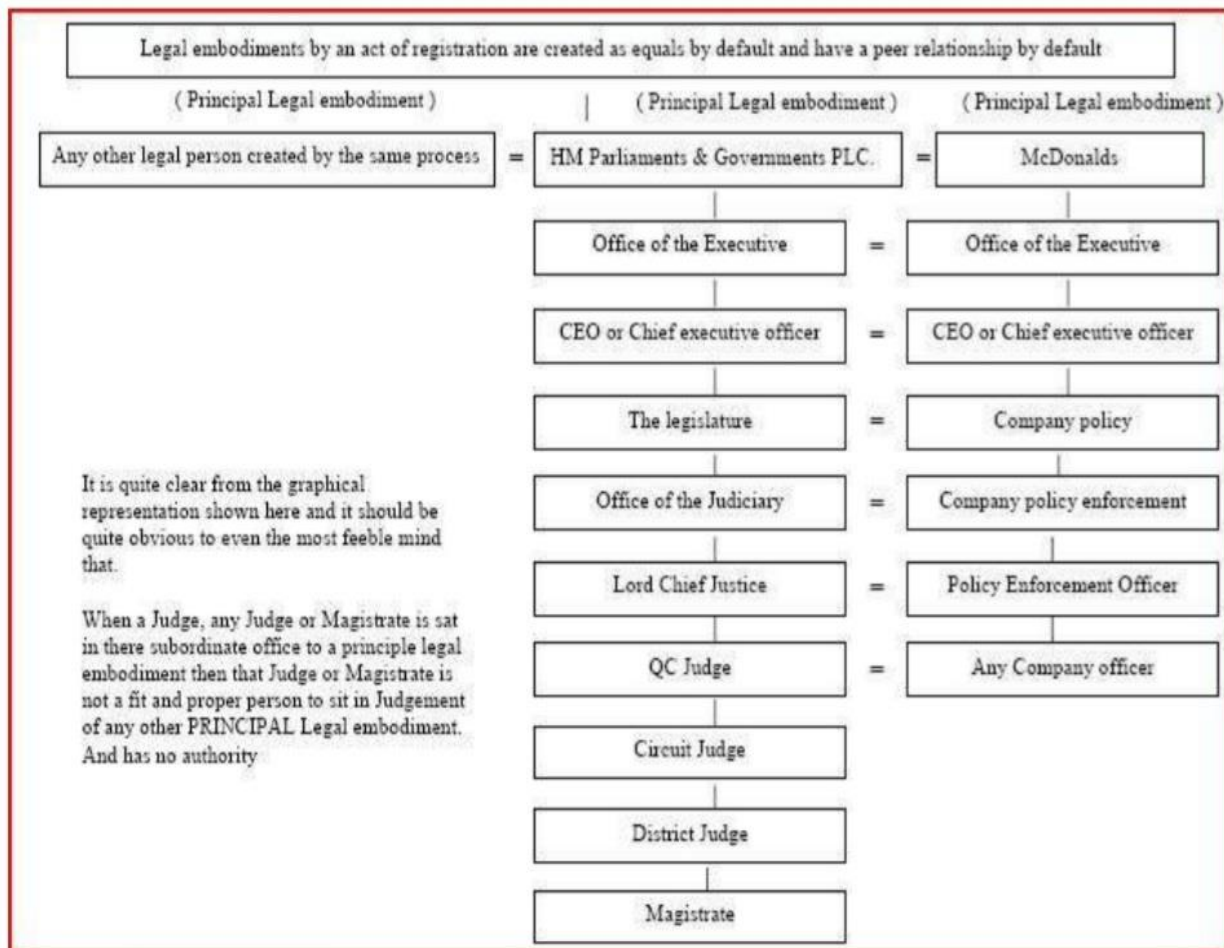 Legal embodiments by an act of registration are created as equals by default and have a peer relationship by default
( Principal Legal embodiment )
( Principal Legal embodiment )
( Principal Legal embodiment )
Any other legal person created by the same process
=
HM Parliaments & Governments PLC.
=
McDonalds
Office of the Executive
=
Office of the Executive
CEO or Chief executive officer
=
CEO or Chief executive officer
The legislature
=
Company policy
Office of the Judiciary
=
Company policy enforcement
Lord Chief Justice
=
Policy Enforcement Officer
QC Judge
=
Any Company officer
Circuit Judge
District Judge
Magistrate
It is quite clear from the graphical
representation shown here and it should be
quite obvious to even the most feeble mind
that.
When a Judge, any Judge or Magistrate is sat
in there subordinate office to a principle legal
embodiment then that Judge or Magistrate is
not a fit and proper person to sit in Judgement
of any other PRINCIPAL Legal embodiment.
And has no authority